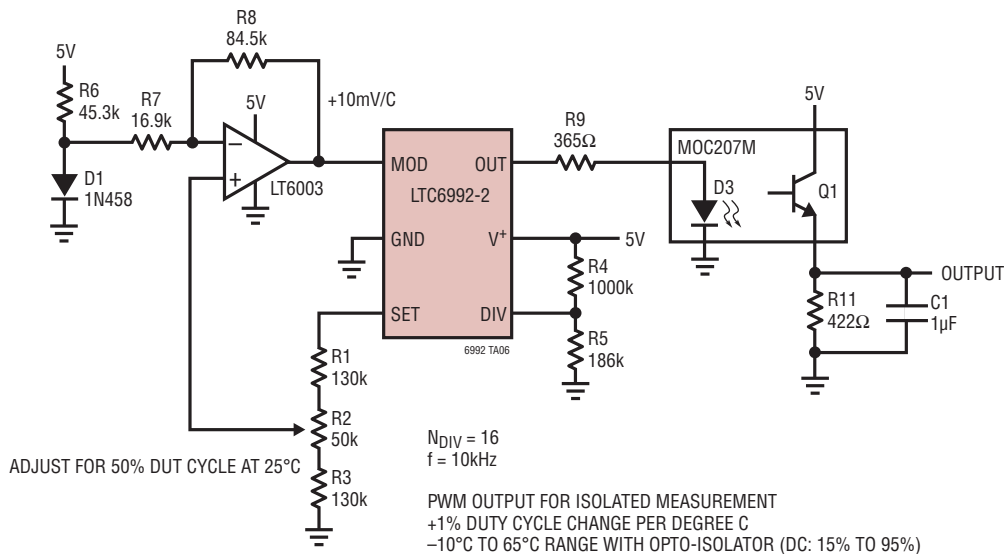 R8
84.5k
5V
R6
45.3k
R7
16.9k
5V
+10mV/C
–
+
LT6003
D1
1N458
MOD
OUT
LTC6992-2
GND
V+
SET
DIV
6992 TA06
R9
365Ω
5V
MOC207M
D3
Q1
5V
R4
1000k
R5
186k
OUTPUT
R11
422Ω
C1
1µF
R1
130k
R2
50k
R3
130k
ADJUST FOR 50% DUT CYCLE AT 25°C
NDIV = 16
f = 10kHz
PWM OUTPUT FOR ISOLATED MEASUREMENT
+1% DUTY CYCLE CHANGE PER DEGREE C
–10°C TO 65°C RANGE WITH OPTO-ISOLATOR (DC: 15% TO 95%)